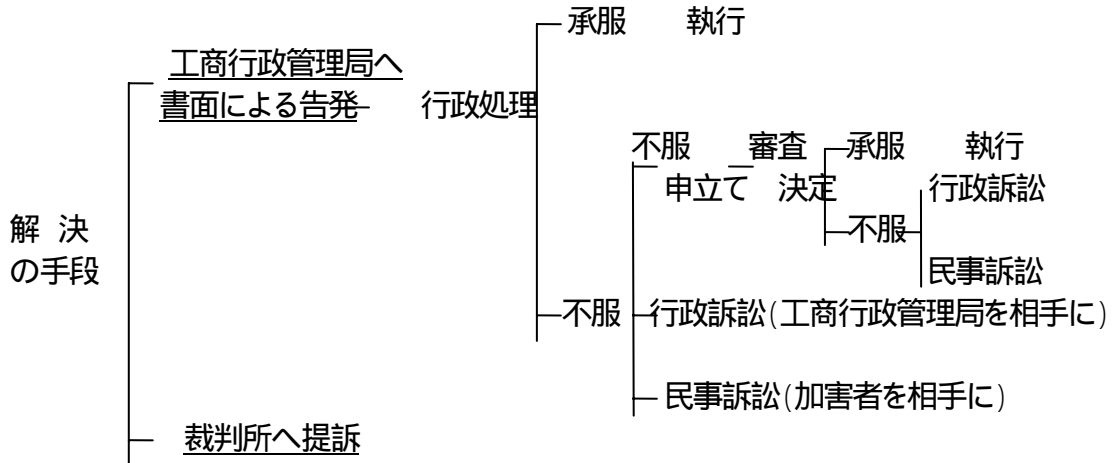 承服 執行
工商行政管理局へ
書面による告発 行政処理
不服 審査 承服 執行
申立て 決定 行政訴訟
解 決 不服
の手段 民事訴訟
不服 行政訴訟(工商行政管理局を相手に)
民事訴訟(加害者を相手に)
裁判所へ提訴